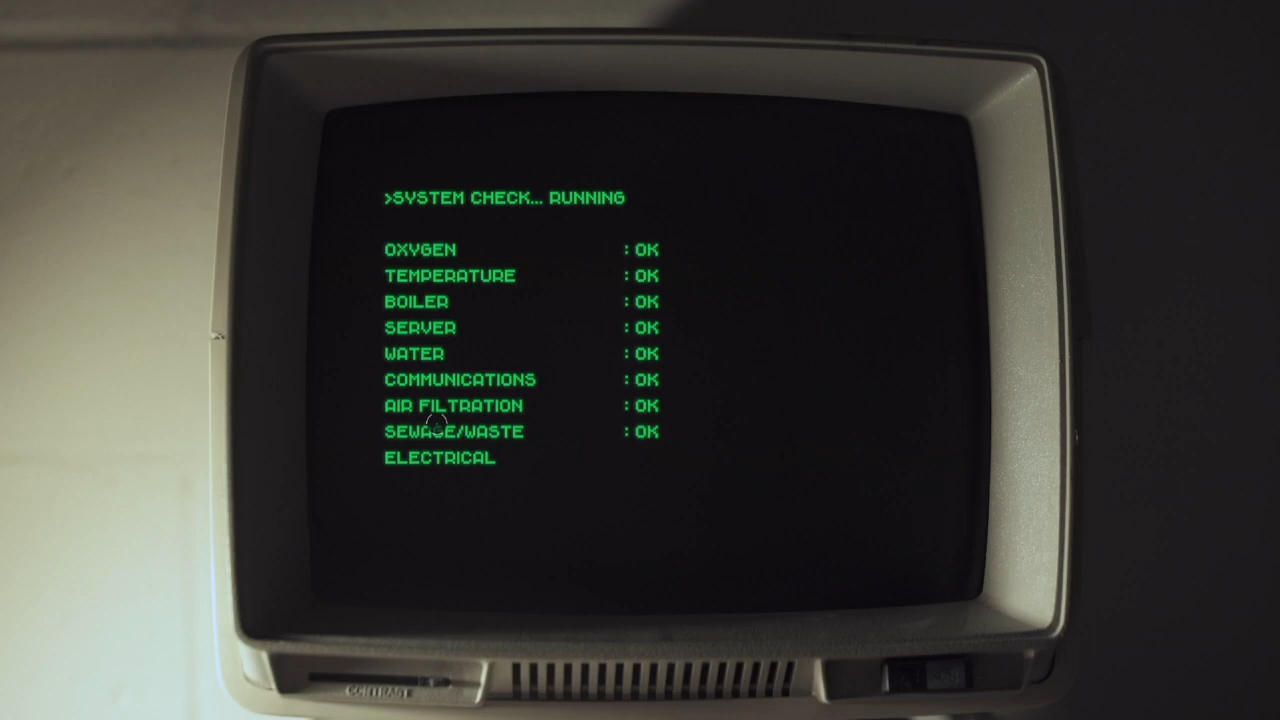 >SYSTEM CHECK... RUNNING
OXYGEN : OK
TEMPERATURE : OK
BOILER : OK
SERVER : OK
WATER : OK
COMMUNICATIONS : OK
AIR FILTRATION : OK
SEWAGE/WASTE : OK
ELECTRICAL
CONTRAST